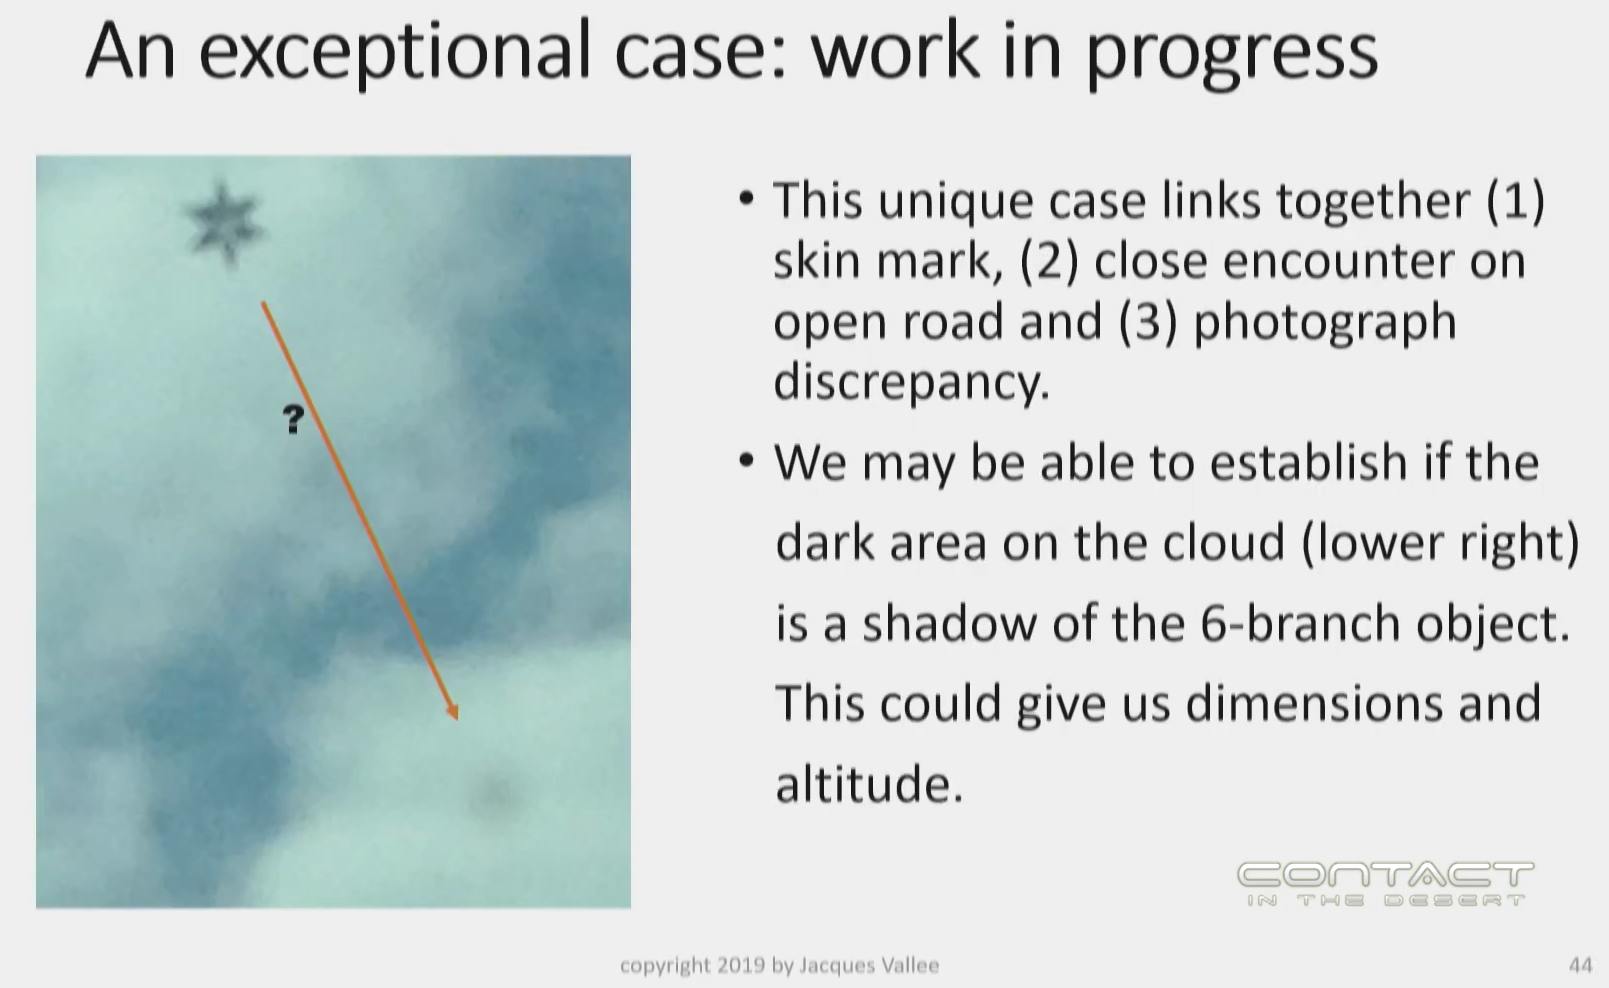 An exceptional case: work in progress
?
• This unique case links together (1)
skin mark, (2) close encounter on
open road and (3) photograph
discrepancy.
• We may be able to establish if the
dark area on the cloud (lower right)
is a shadow of the 6-branch object.
This could give us dimensions and
altitude.
CONTACT
IN THE DESERT
copyright 2019 by Jacques Vallee
44